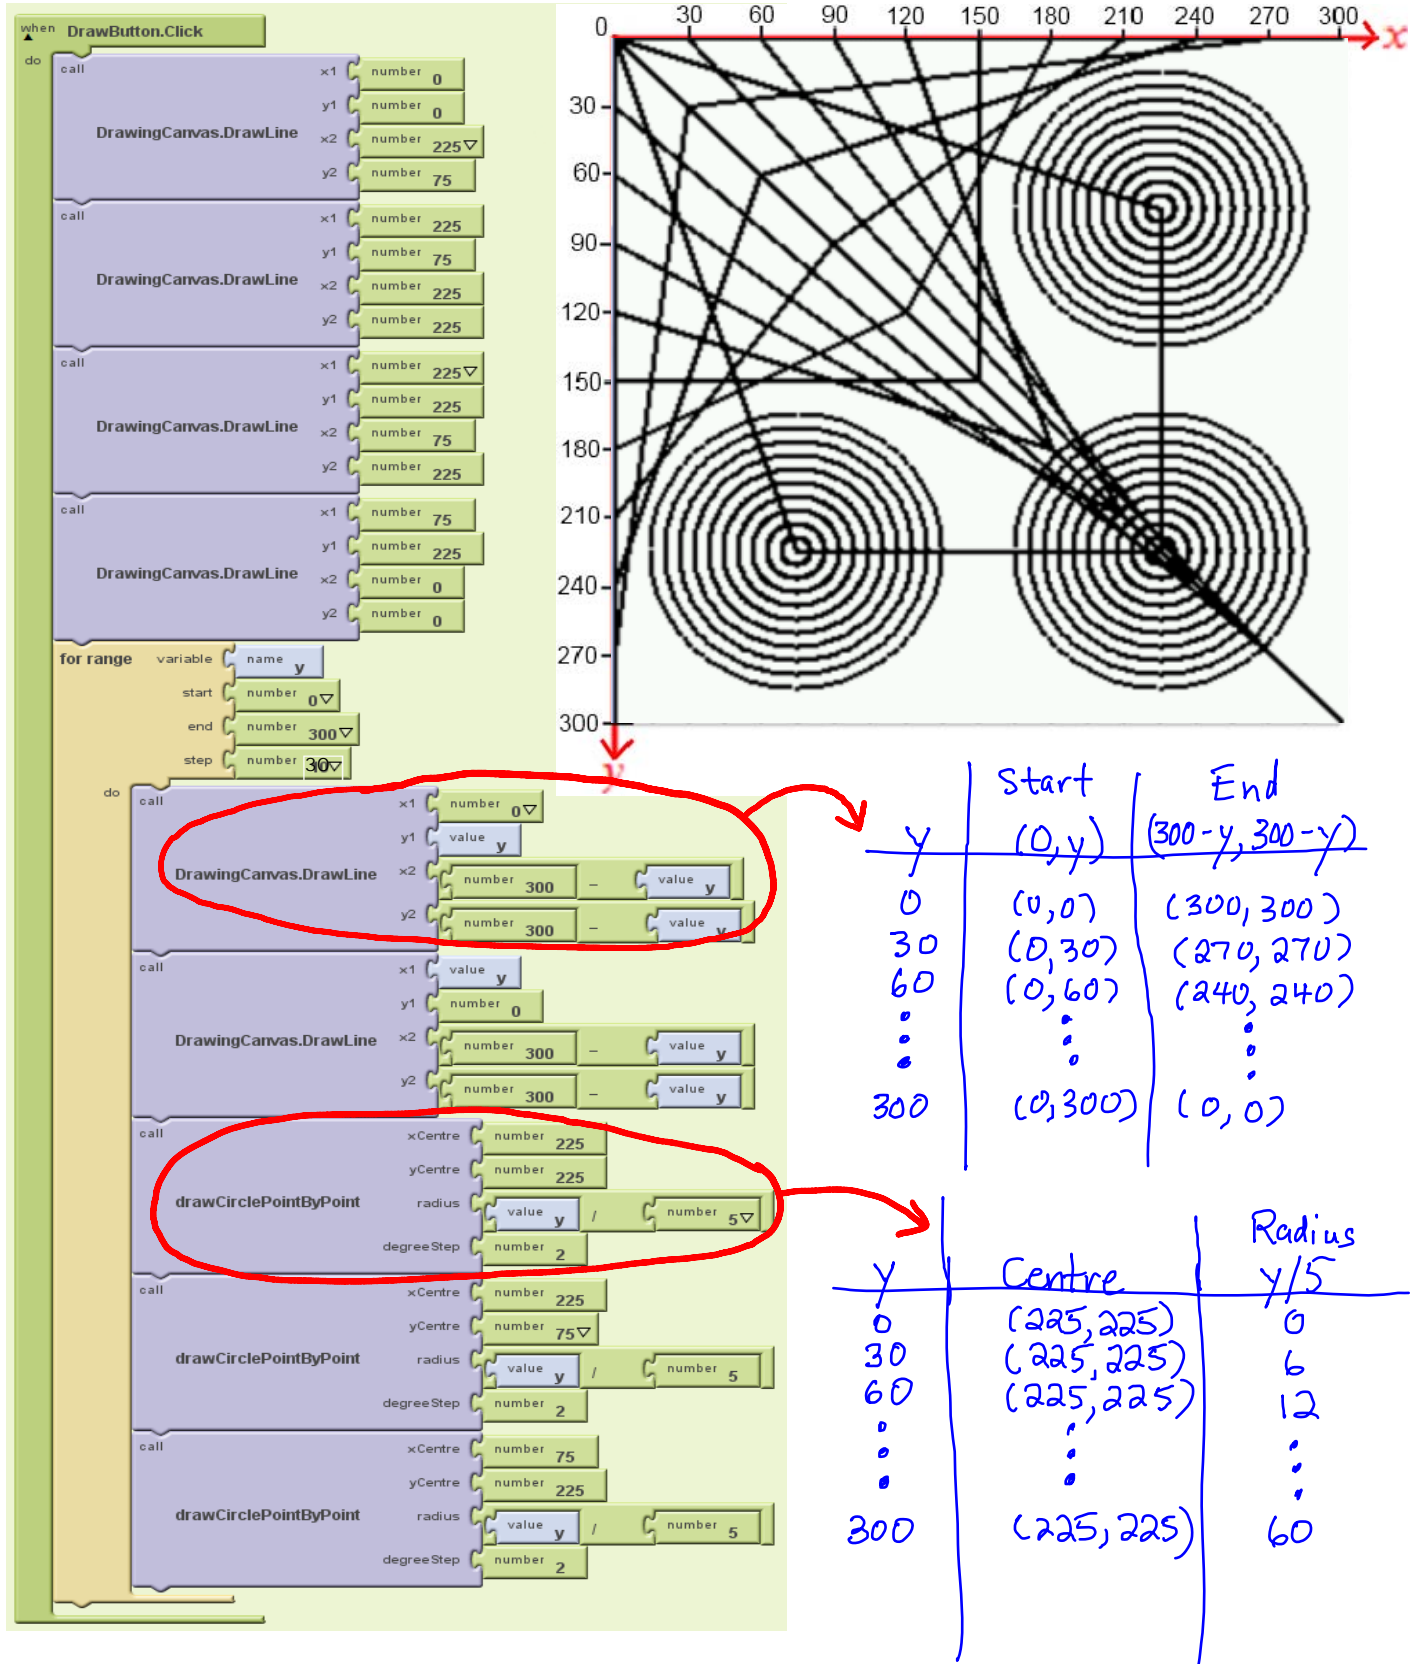 when DrawButton.Click
do
call
DrawingCanvas.DrawLine
x1 number 0
y1 number 0
x2 number 225
y2 number 75
call
DrawingCanvas.DrawLine
x1 number 225
y1 number 75
x2 number 225
y2 number 225
call
DrawingCanvas.DrawLine
x1 number 225
y1 number 225
x2 number 75
y2 number 225
call
DrawingCanvas.DrawLine
x1 number 75
y1 number 225
x2 number 0
y2 number 0
for range variable name y
start number 0
end number 300
step number 30
do
call
DrawingCanvas.DrawLine
x1 number 0
y1 value y
x2 number 300 - value y
y2 number 300 - value y
call
DrawingCanvas.DrawLine
x1 value y
y1 number 0
x2 number 300 - value y
y2 number 300 - value y
call
drawCirclePointByPoint
xCentre number 225
yCentre number 225
radius value y / number 5
degreeStep number 2
call
drawCirclePointByPoint
xCentre number 225
yCentre number 75
radius value y / number 5
degreeStep number 2
call
drawCirclePointByPoint
xCentre number 75
yCentre number 225
radius value y / number 5
degreeStep number 2
0 30 60 90 120 150 180 210 240 270 300 x
30
60
90
120
150
180
210
240
270
300
y
Start End
y (0,y) (300-y, 300-y)
0 (0,0) (300,300)
30 (0,30) (270,270)
60 (0,60) (240,240)
300 (0,300) (0,0)
Radius
y Centre y/5
0 (225,225) 0
30 (225,225) 6
60 (225,225) 12
300 (225,225) 60